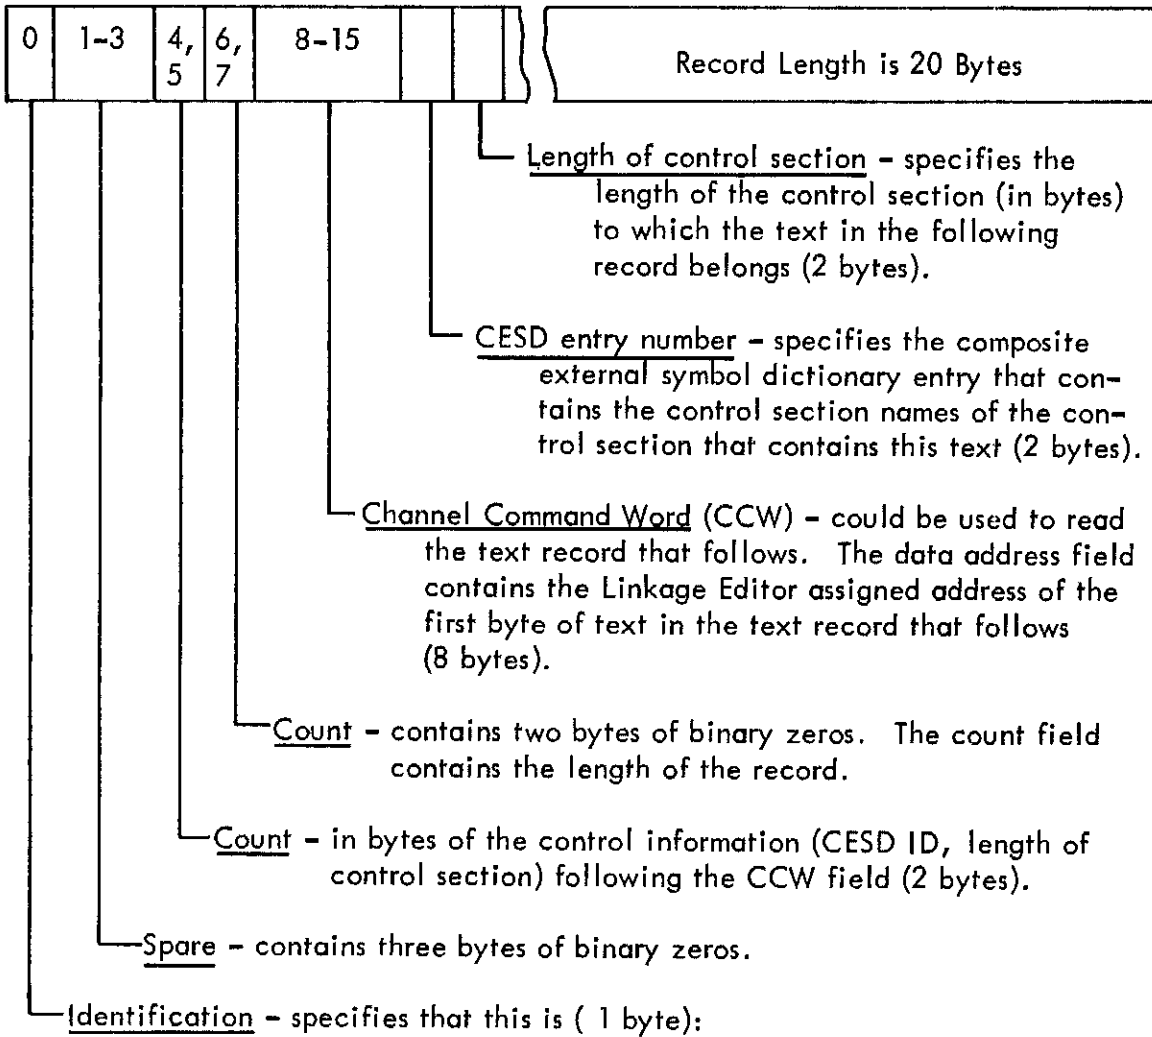 0 1-3 4, 6, 8-15
5 7
Record Length is 20 Bytes
Length of control section - specifies the
length of the control section (in bytes)
to which the text in the following
record belongs (2 bytes).
CESD entry number - specifies the composite
external symbol dictionary entry that con-
tains the control section names of the con-
trol section that contains this text (2 bytes).
Channel Command Word (CCW) - could be used to read
the text record that follows. The data address field
contains the Linkage Editor assigned address of the
first byte of text in the text record that follows
(8 bytes).
Count - contains two bytes of binary zeros. The count field
contains the length of the record.
Count - in bytes of the control information (CESD ID, length of
control section) following the CCW field (2 bytes).
Spare - contains three bytes of binary zeros.
Identification - specifies that this is ( 1 byte):